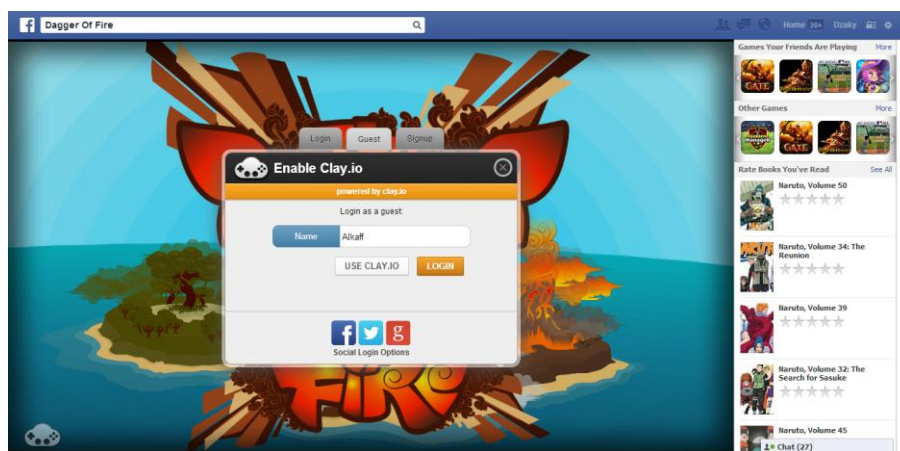 Dagger Of Fire
Home 20+ Dzaky
Games Your Friends Are Playing More
GATE
Other Games More
GATE
Rate Books You've Read See All
Naruto, Volume 50
Naruto, Volume 34: The
Reunion
Naruto, Volume 39
Naruto, Volume 32: The
Search for Sasuke
Naruto, Volume 45
Chat (27)
Login Guest Signup
Enable Clay.io
powered by clay.io
Login as a guest
Name Alkaff
USE CLAY.IO LOGIN
Social Login Options
FIRE